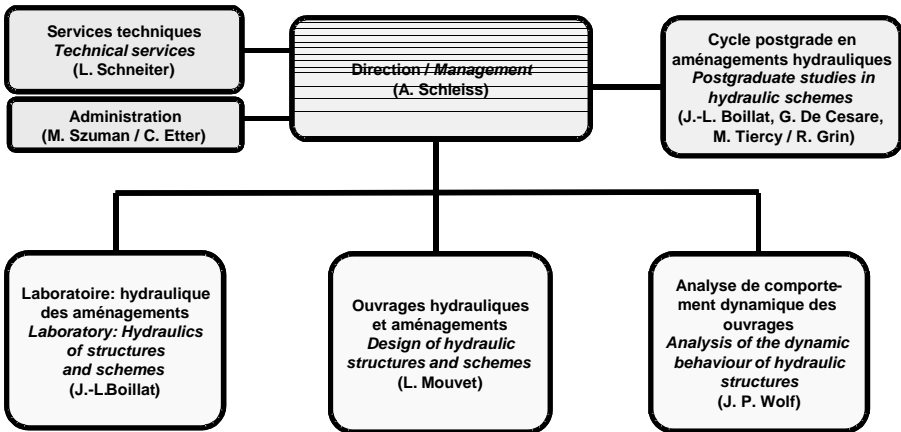 Services techniques
Technical services
(L. Schneiter)
Administration
(M. Szuman / C. Etter)
Direction / Management
(A. Schleiss)
Cycle postgrade en
aménagements hydrauliques
Postgraduate studies in
hydraulic schemes
(J.-L. Boillat, G. De Cesare,
M. Tiercy / R. Grin)
Laboratoire: hydraulique
des aménagements
Laboratory: Hydraulics
of structures
and schemes
(J.-L.Boillat)
Ouvrages hydrauliques
et aménagements
Design of hydraulic
structures and schemes
(L. Mouvet)
Analyse de comporte-
ment dynamique des
ouvrages
Analysis of the dynamic
behaviour of hydraulic
structures
(J. P. Wolf)